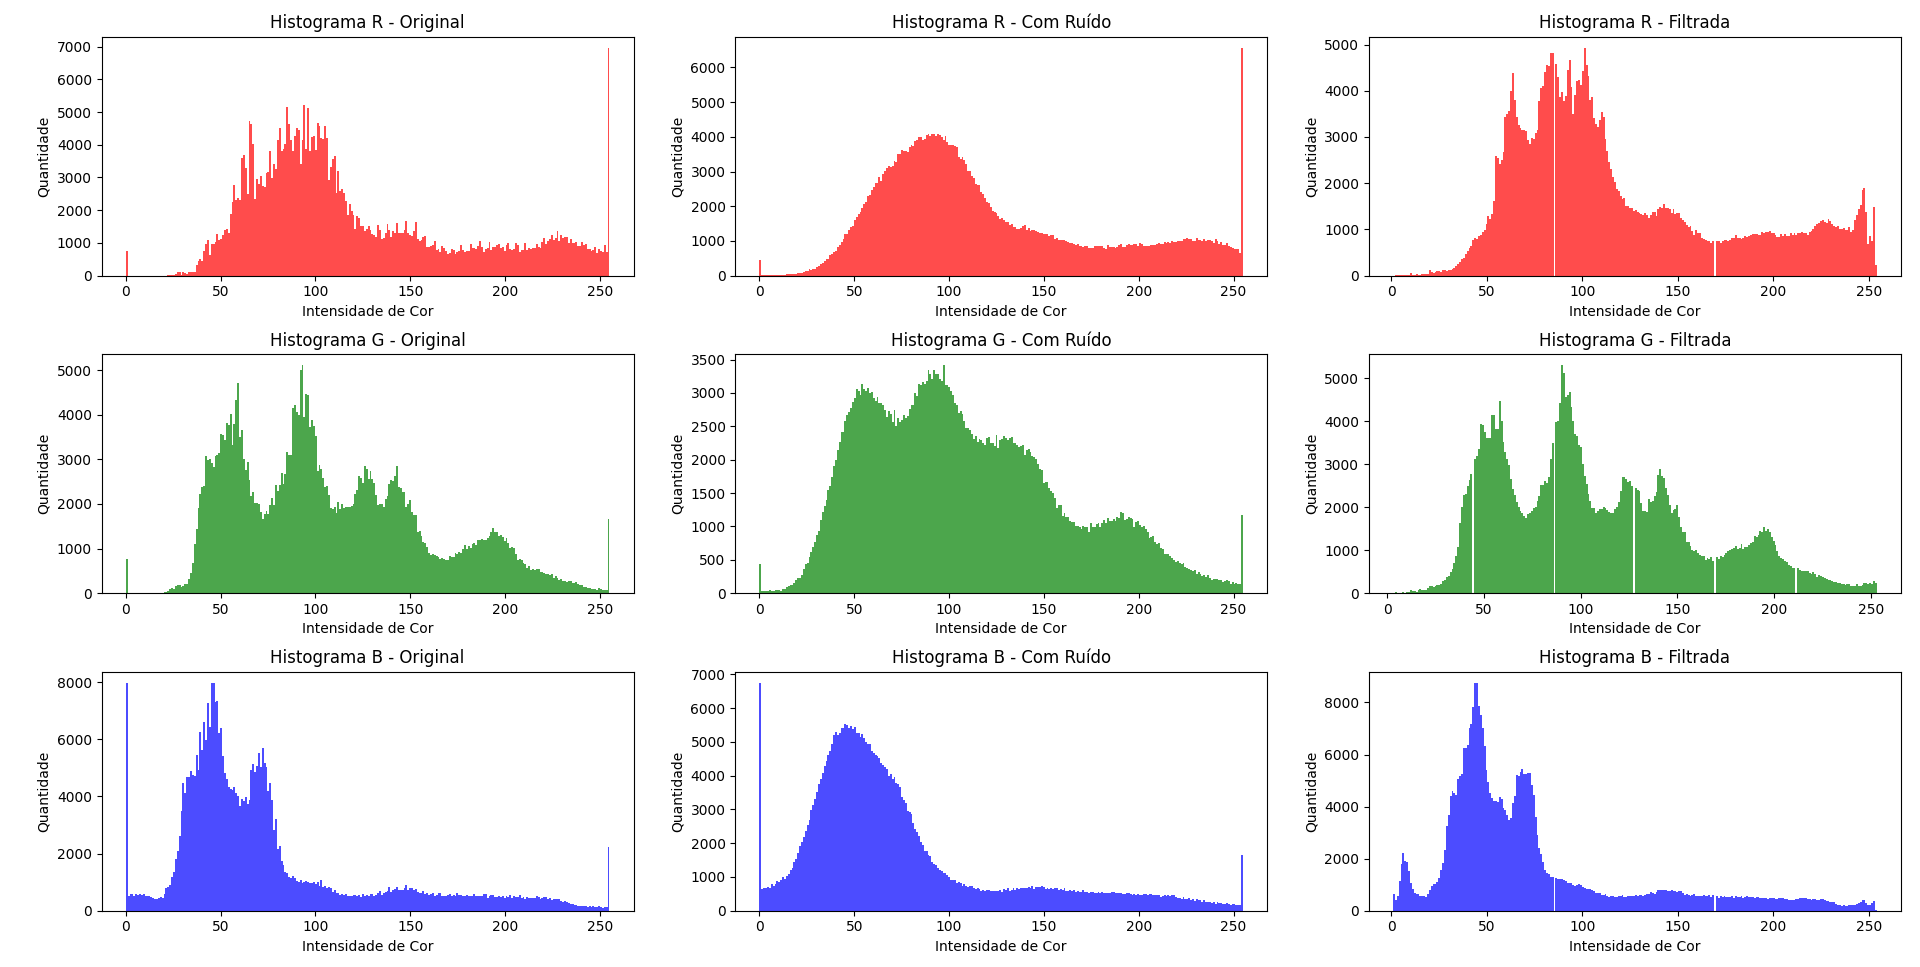 Histograma R - Original
Histograma R - Com Ruído
Histograma R - Filtrada
Quantidade
7000
6000
5000
4000
3000
2000
1000
0
0 50 100 150 200 250
Intensidade de Cor
Quantidade
6000
5000
4000
3000
2000
1000
0
0 50 100 150 200 250
Intensidade de Cor
Quantidade
5000
4000
3000
2000
1000
0
0 50 100 150 200 250
Intensidade de Cor
Histograma G - Original
Histograma G - Com Ruído
Histograma G - Filtrada
Quantidade
5000
4000
3000
2000
1000
0
0 50 100 150 200 250
Intensidade de Cor
Quantidade
3500
3000
2500
2000
1500
1000
500
0
0 50 100 150 200 250
Intensidade de Cor
Quantidade
5000
4000
3000
2000
1000
0
0 50 100 150 200 250
Intensidade de Cor
Histograma B - Original
Histograma B - Com Ruído
Histograma B - Filtrada
Quantidade
8000
6000
4000
2000
0
0 50 100 150 200 250
Intensidade de Cor
Quantidade
7000
6000
5000
4000
3000
2000
1000
0
0 50 100 150 200 250
Intensidade de Cor
Quantidade
8000
6000
4000
2000
0
0 50 100 150 200 250
Intensidade de Cor